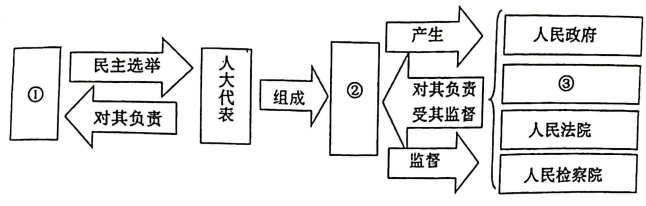 ①
民主选举
对其负责
人大代表
组成
②
产生
对其负责
受其监督
监督
人民政府
③
人民法院
人民检察院